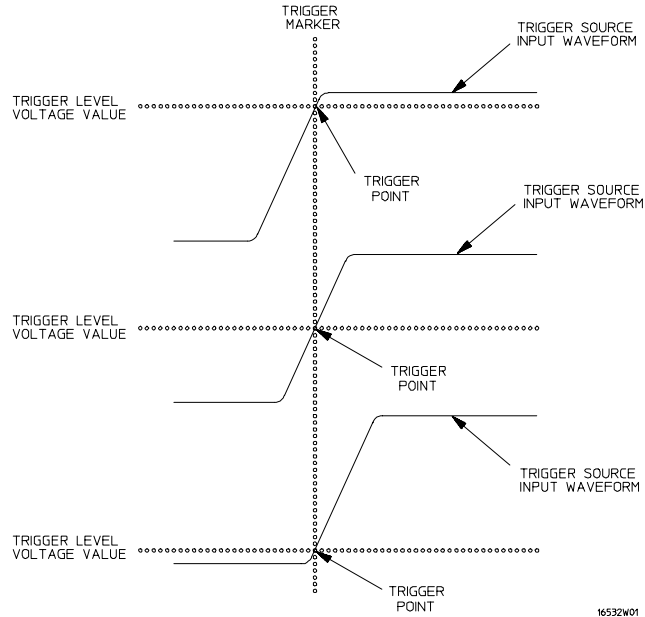 TRIGGER
MARKER
TRIGGER SOURCE
INPUT WAVEFORM
TRIGGER LEVEL
VOLTAGE VALUE
TRIGGER
POINT
TRIGGER SOURCE
INPUT WAVEFORM
TRIGGER LEVEL
VOLTAGE VALUE
TRIGGER
POINT
TRIGGER SOURCE
INPUT WAVEFORM
TRIGGER LEVEL
VOLTAGE VALUE
TRIGGER
POINT
16532W01